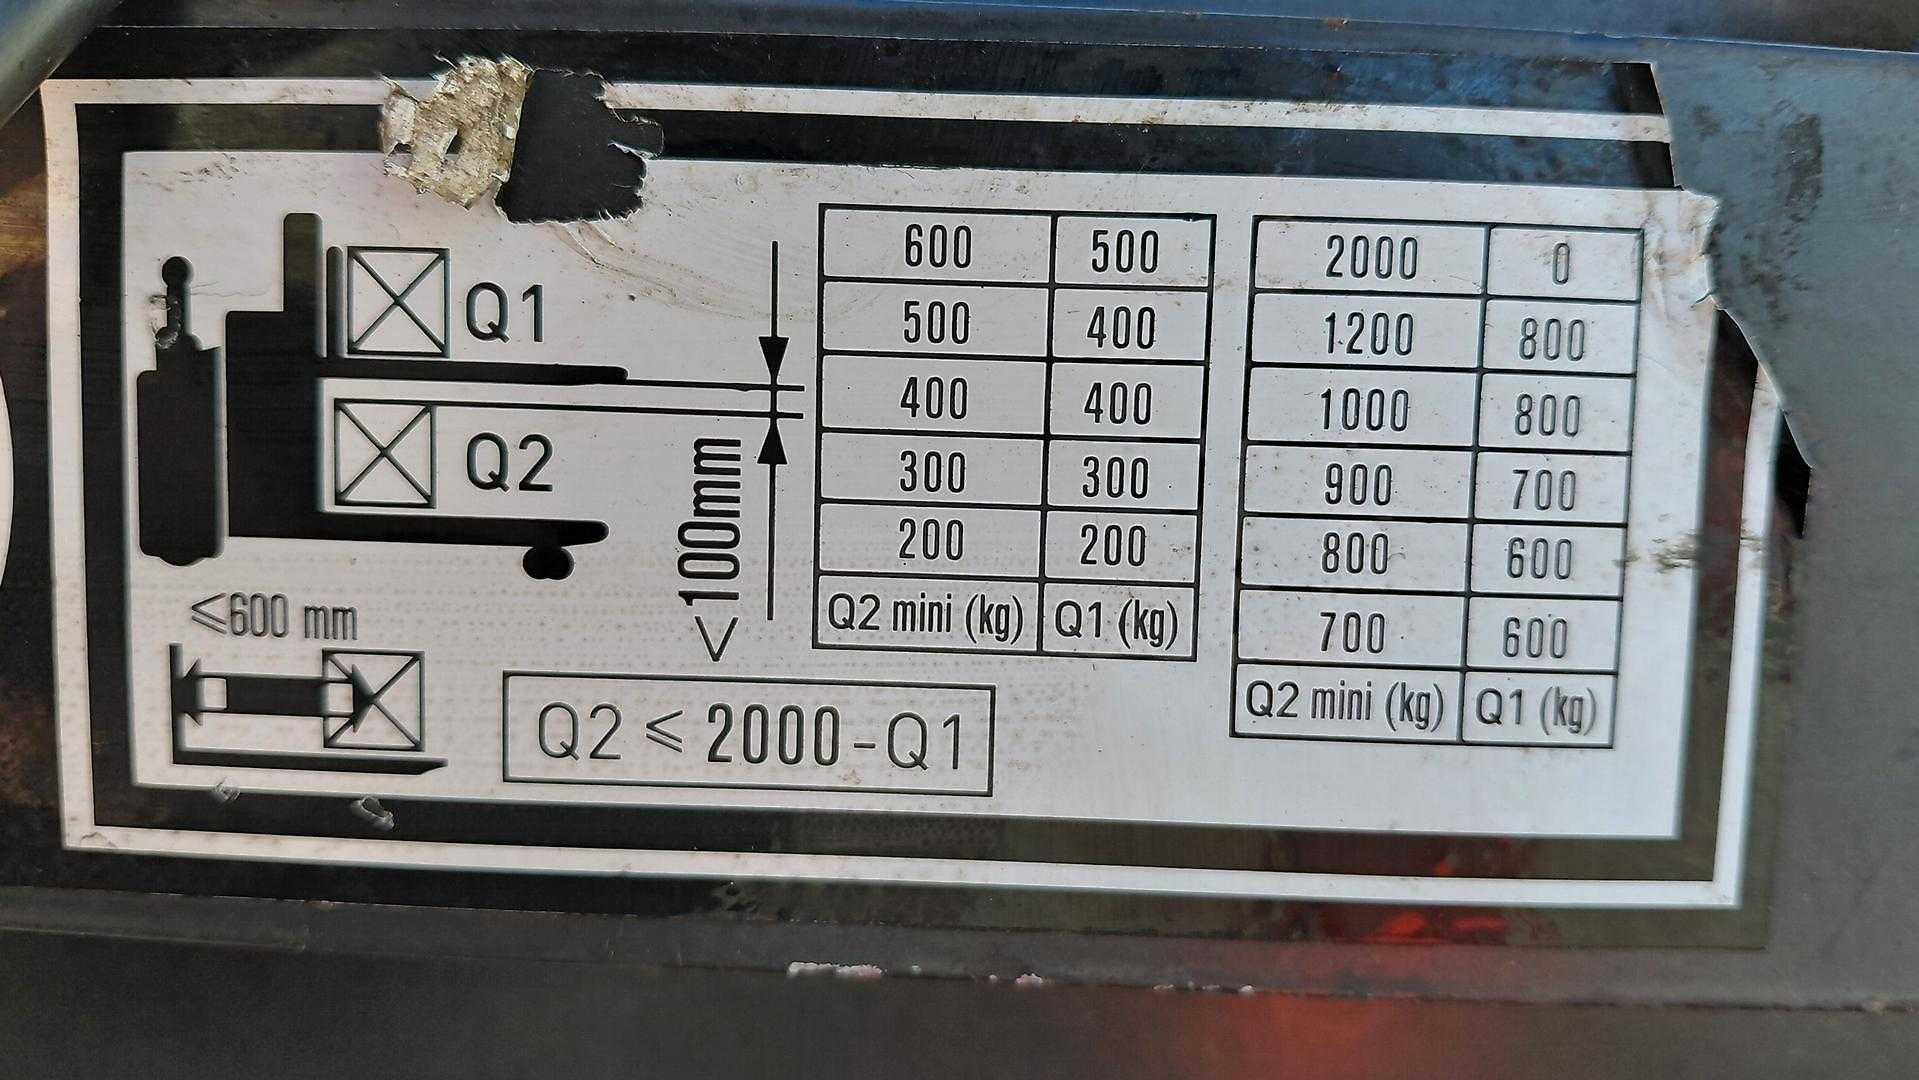 Q1
Q2
<100mm
≤600 mm
Q2 ≤ 2000-Q1
600 500
500 400
400 400
300 300
200 200
Q2 mini (kg) Q1 (kg)
2000 0
1200 800
1000 800
900 700
800 600
700 600
Q2 mini (kg) Q1 (kg)